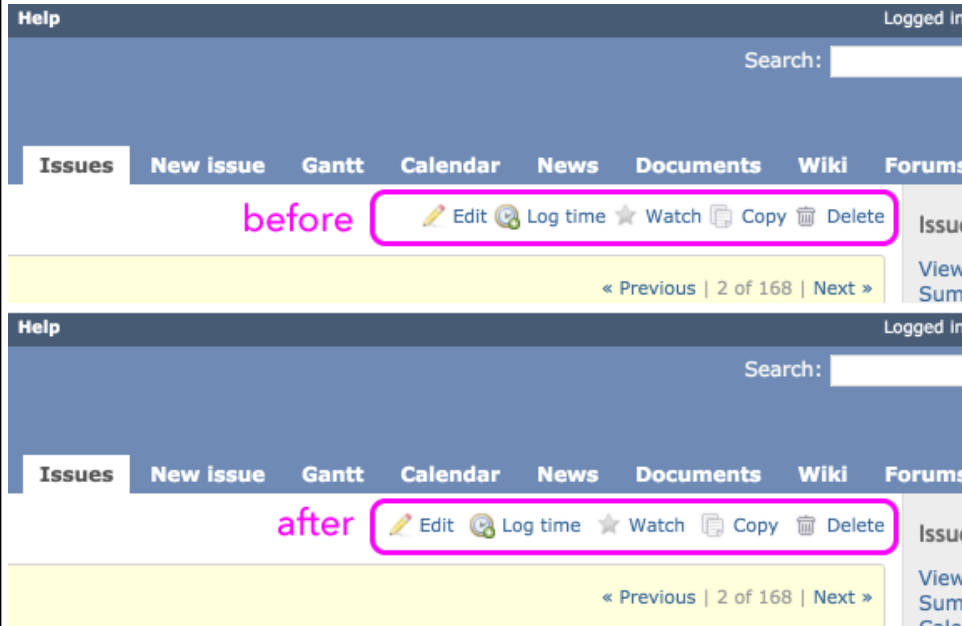 Help Logged in
Search:
Issues New issue Gantt Calendar News Documents Wiki Forums
before Edit Log time Watch Copy Delete
Issue
« Previous | 2 of 168 | Next »
View
Sum
Help Logged in
Search:
Issues New issue Gantt Calendar News Documents Wiki Forums
after Edit Log time Watch Copy Delete
Issue
« Previous | 2 of 168 | Next »
View
Sum